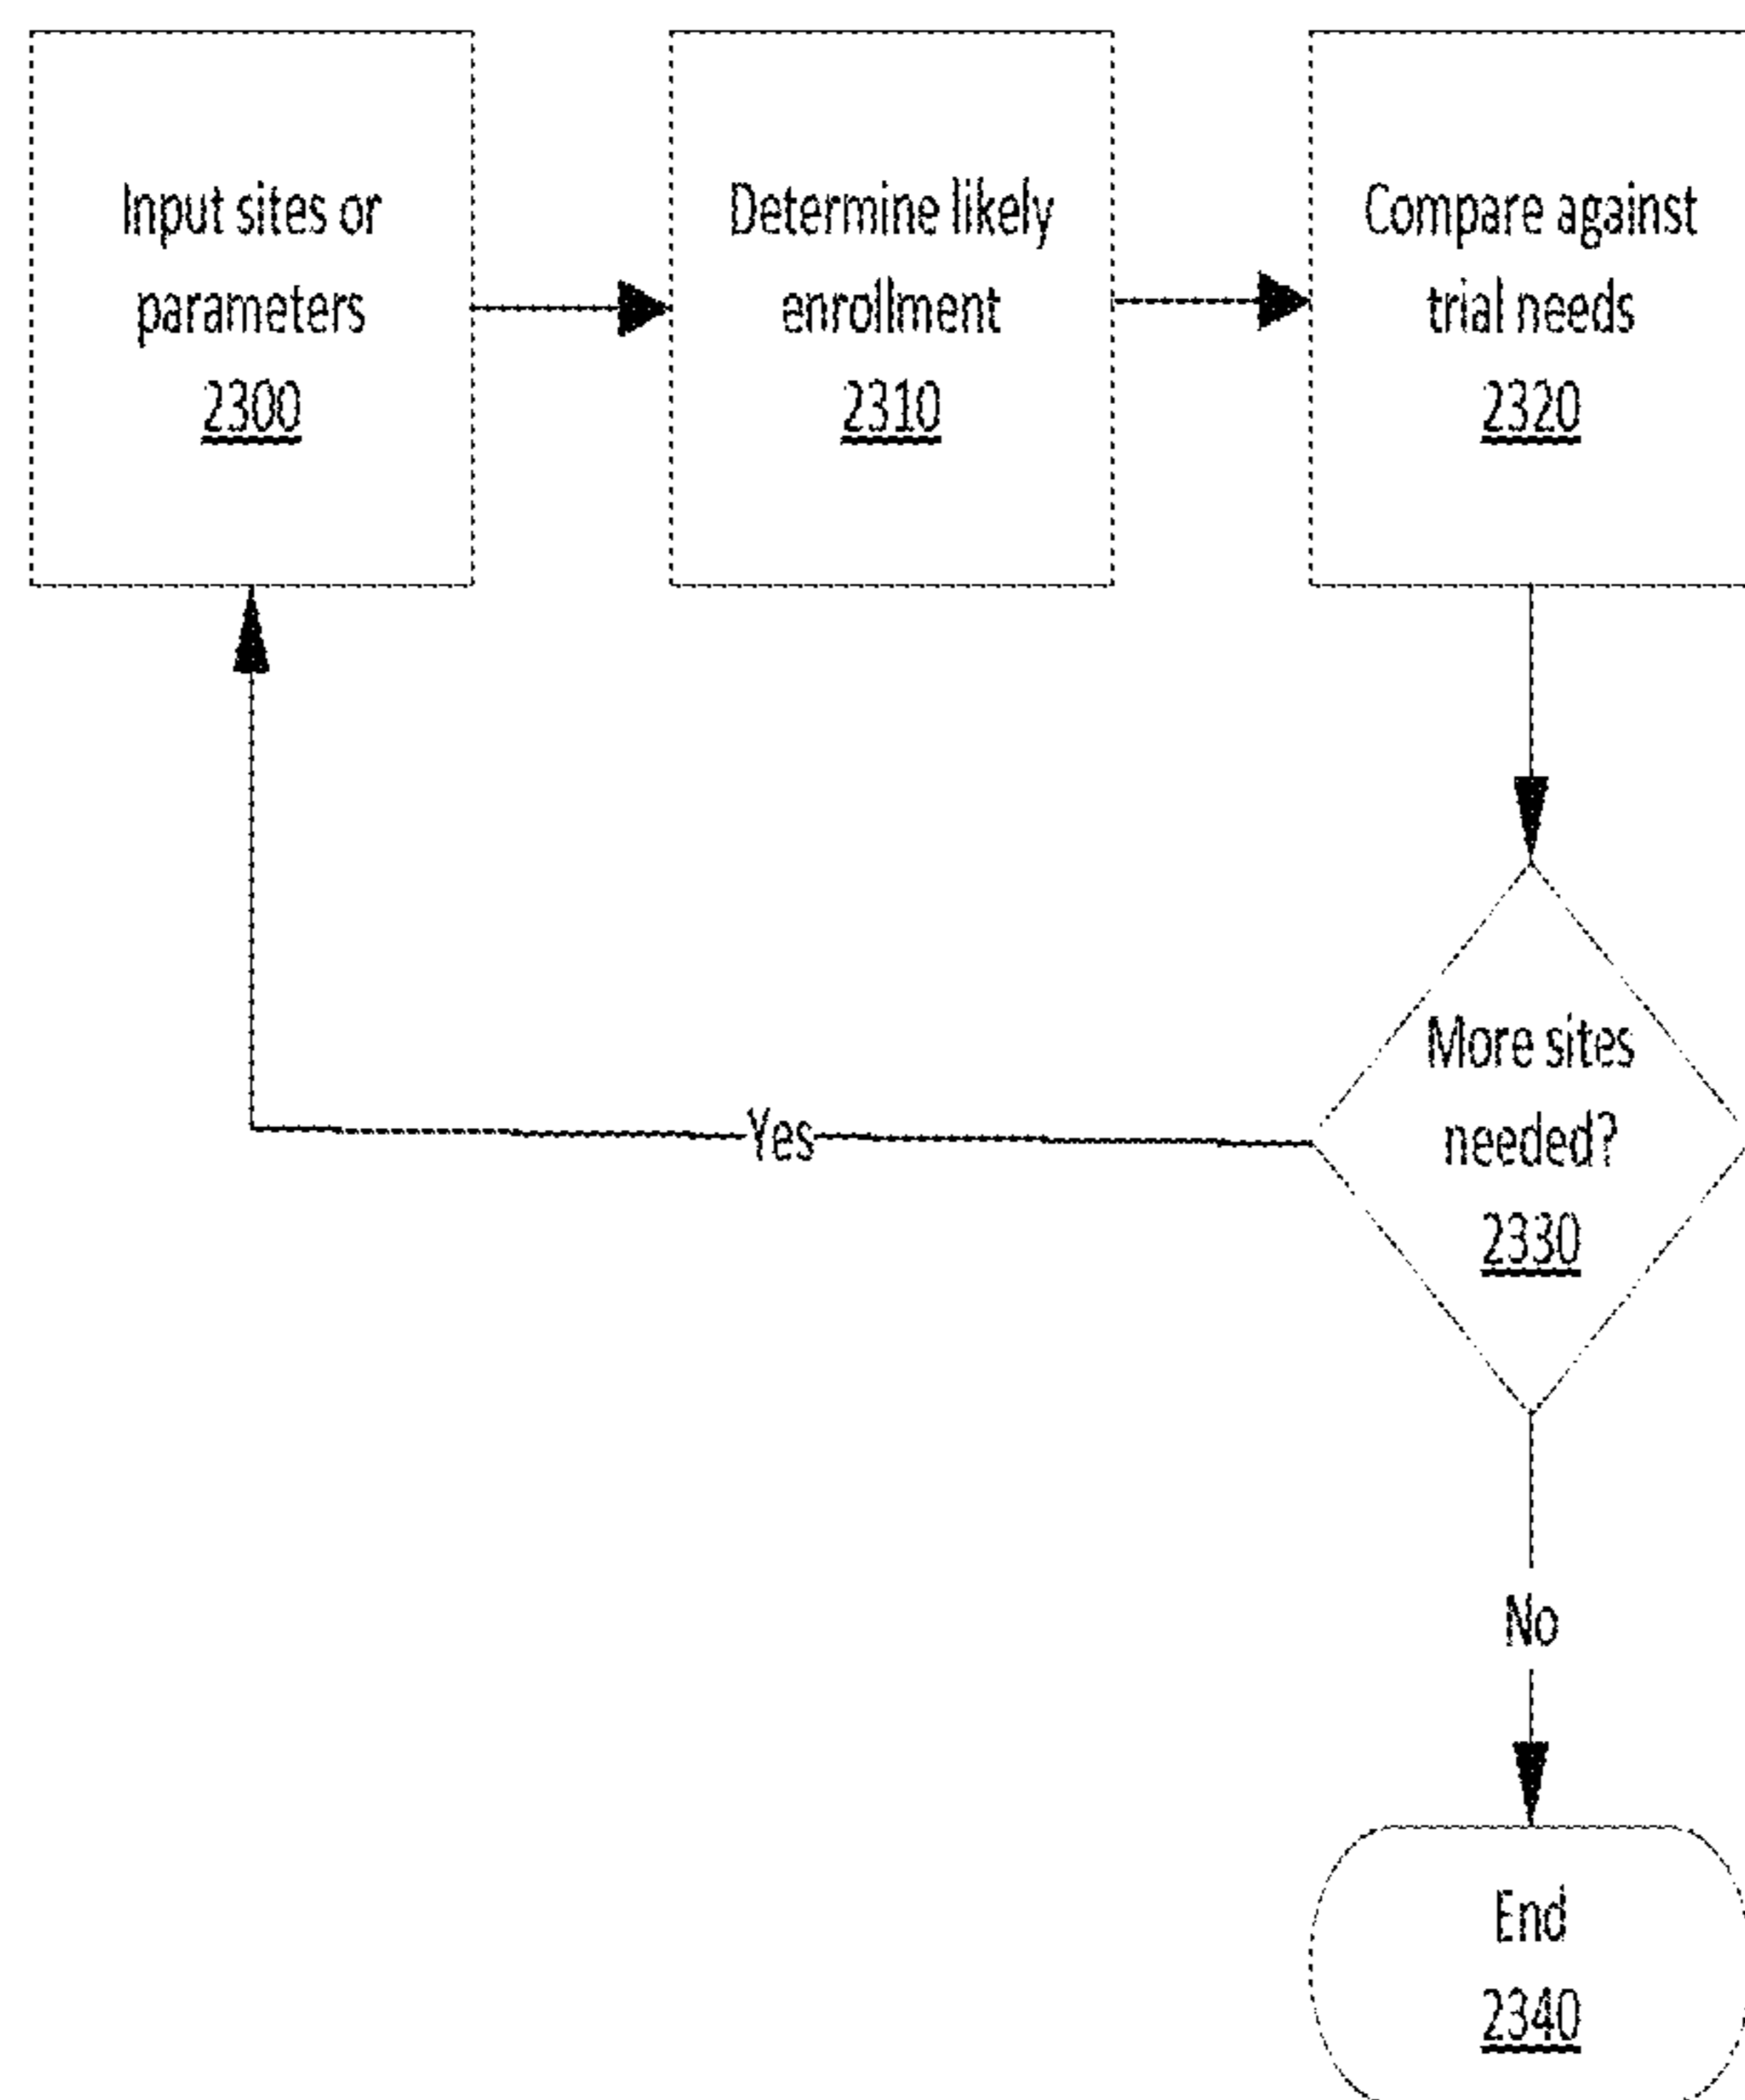 Input sites or
parameters
2300
Determine likely
enrollment
2310
Compare against
trial needs
2320
More sites
needed?
2330
Yes
No
End
2340